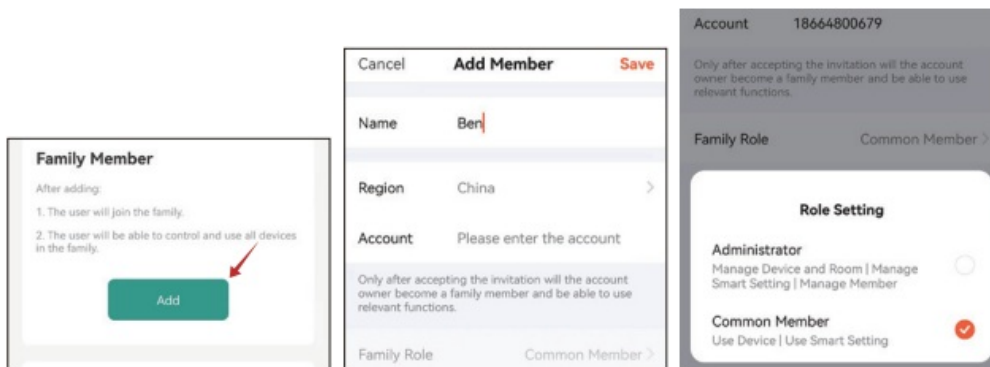 Family Member
After adding:
1. The user will join the family.
2. The user will be able to control and use all devices
in the family.
Add
Cancel Add Member Save
Name Ben
Region China
Account Please enter the account
Only after accepting the invitation will the account
owner become a family member and be able to use
relevant functions.
Family Role Common Member
Account 18664800679
Only after accepting the invitation will the account
owner become a family member and be able to use
relevant functions.
Family Role Common Member
Role Setting
Administrator
Manage Device and Room | Manage
Smart Setting | Manage Member
Common Member
Use Device | Use Smart Setting